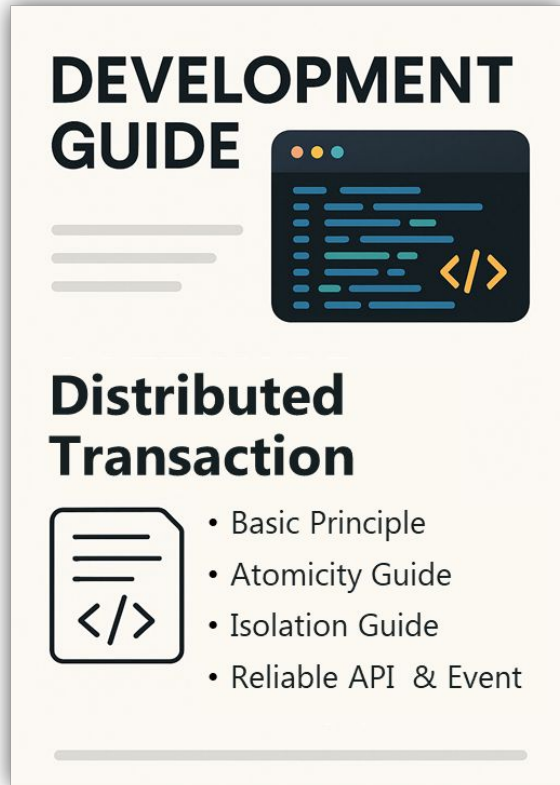 DEVELOPMENT
GUIDE
</>
Distributed
Transaction
</>
• Basic Principle
• Atomicity Guide
• Isolation Guide
• Reliable API & Event